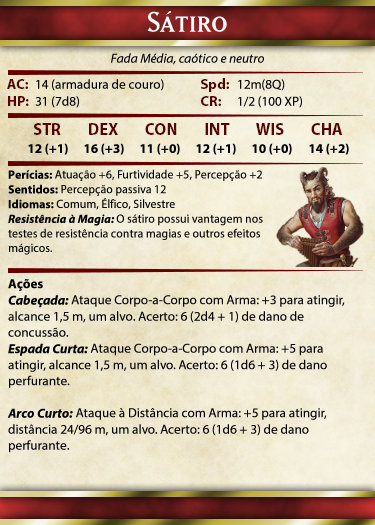 SÁTIRO
Fada Média, caótico e neutro
AC: 14 (armadura de couro) Spd: 12m(8Q)
HP: 31 (7d8) CR: 1/2 (100 XP)
STR DEX CON INT WIS CHA
12 (+1) 16 (+3) 11 (+0) 12 (+1) 10 (+0) 14 (+2)
Perícias: Atuação +6, Furtividade +5, Percepção +2
Sentidos: Percepção passiva 12
Idiomas: Comum, Élfico, Silvestre
Resistência à Magia: O sátiro possui vantagem nos
testes de resistência contra magias e outros efeitos
mágicos.
Ações
Cabeçada: Ataque Corpo-a-Corpo com Arma: +3 para atingir,
alcance 1,5 m, um alvo. Acerto: 6 (2d4 + 1) de dano de
concussão.
Espada Curta: Ataque Corpo-a-Corpo com Arma: +5 para
atingir, alcance 1,5 m, um alvo. Acerto: 6 (1d6 + 3) de dano
perfurante.
Arco Curto: Ataque à Distância com Arma: +5 para atingir,
distância 24/96 m, um alvo. Acerto: 6 (1d6 + 3) de dano
perfurante.